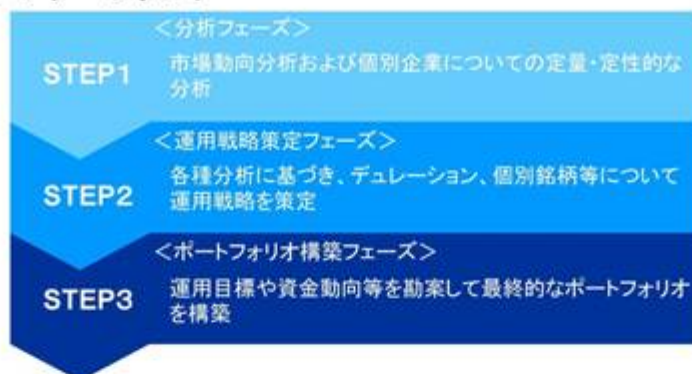 STEP1
＜分析フェーズ＞
市場動向分析および個別企業についての定量・定性的な
分析
STEP2
＜運用戦略策定フェーズ＞
各種分析に基づき、デュレーション、個別銘柄等について
運用戦略を策定
STEP3
＜ポートフォリオ構築フェーズ＞
運用目標や資金動向等を勘案して最終的なポートフォリオ
を構築